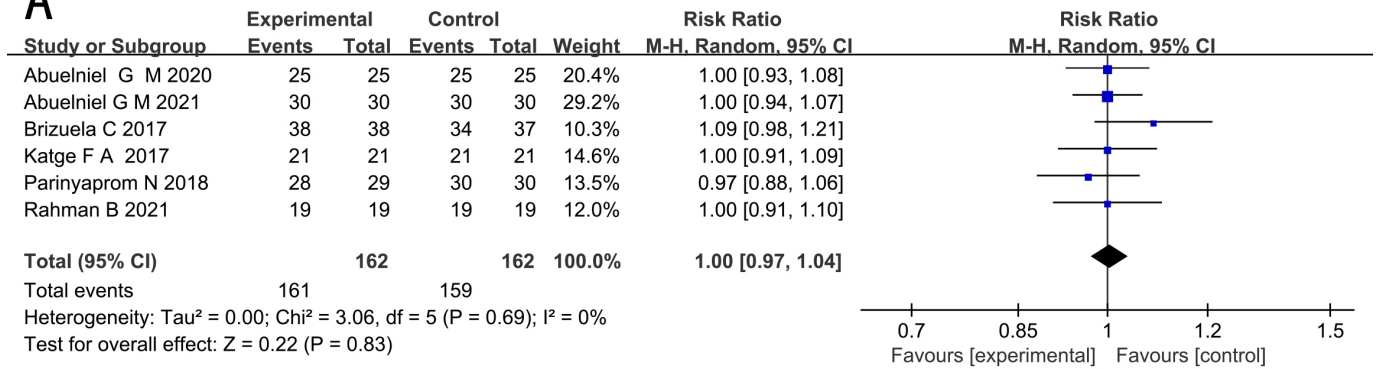 A
Experimental Control Risk Ratio Risk Ratio
Study or Subgroup Events Total Events Total Weight M-H, Random, 95% CI M-H, Random, 95% CI
Abuelniel G M 2020 25 25 25 25 20.4% 1.00 [0.93, 1.08]
Abuelniel G M 2021 30 30 30 30 29.2% 1.00 [0.94, 1.07]
Brizuela C 2017 38 38 34 37 10.3% 1.09 [0.98, 1.21]
Katge F A 2017 21 21 21 21 14.6% 1.00 [0.91, 1.09]
Parinyaprom N 2018 28 29 30 30 13.5% 0.97 [0.88, 1.06]
Rahman B 2021 19 19 19 19 12.0% 1.00 [0.91, 1.10]
Total (95% CI) 162 162 100.0% 1.00 [0.97, 1.04]
Total events 161 159
Heterogeneity: Tau² = 0.00; Chi² = 3.06, df = 5 (P = 0.69); I² = 0%
Test for overall effect: Z = 0.22 (P = 0.83)
0.7 0.85 1 1.2 1.5
Favours [experimental] Favours [control]